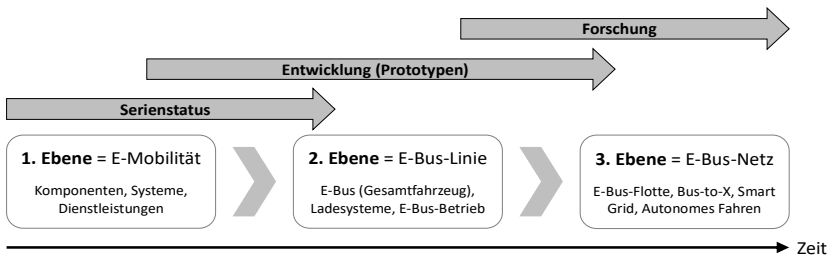 Forschung
Entwicklung (Prototypen)
Serienstatus
1. Ebene = E-Mobilität
Komponenten, Systeme,
Dienstleistungen
2. Ebene = E-Bus-Linie
E-Bus (Gesamtfahrzeug),
Ladesysteme, E-Bus-Betrieb
3. Ebene = E-Bus-Netz
E-Bus-Flotte, Bus-to-X, Smart
Grid, Autonomes Fahren
Zeit